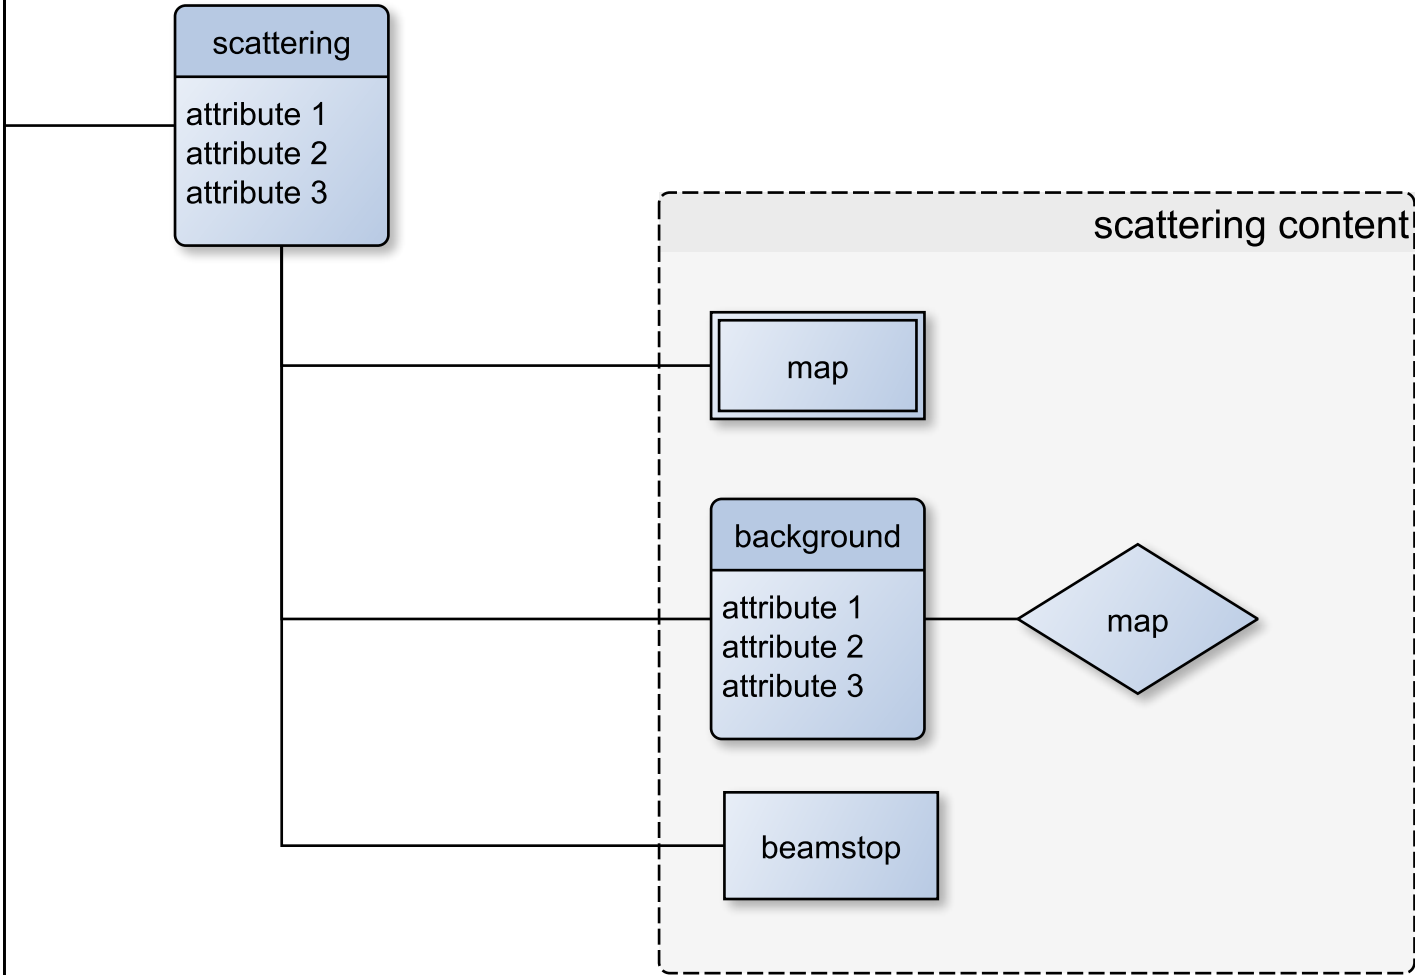 scattering
attribute 1
attribute 2
attribute 3
scattering content
map
background
attribute 1
attribute 2
attribute 3
map
beamstop